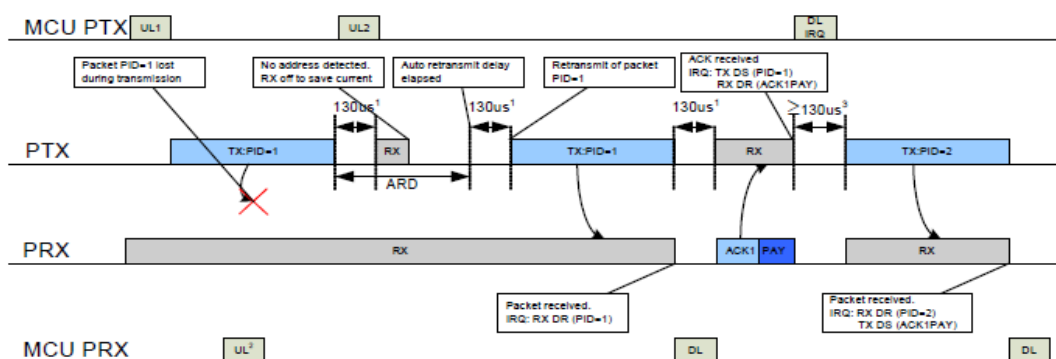 MCU PTX
UL1
UL2
DL
IRQ
Packet PID=1 lost
during transmission
No address detected.
RX off to save current
Auto retransmit delay
elapsed
Retransmit of packet
PID=1
ACK received
IRQ: TX DS (PID=1)
RX DR (ACK1PAY)
130us¹
130us¹
130us¹
≥130us³
PTX
TX:PID=1
RX
TX:PID=1
RX
TX:PID=2
ARD
PRX
RX
ACK1
PAY
RX
Packet received.
IRQ: RX DR (PID=1)
Packet received.
IRQ: RX DR (PID=2)
TX DS (ACK1PAY)
MCU PRX
UL²
DL
DL